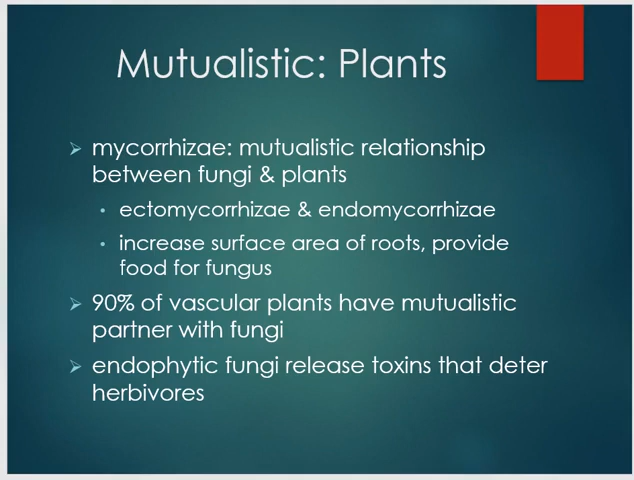 Mutualistic: Plants
mycorrhizae: mutualistic relationship
between fungi & plants
ectomycorrhizae & endomycorrhizae
increase surface area of roots, provide
food for fungus
90% of vascular plants have mutualistic
partner with fungi
endophytic fungi release toxins that deter
herbivores